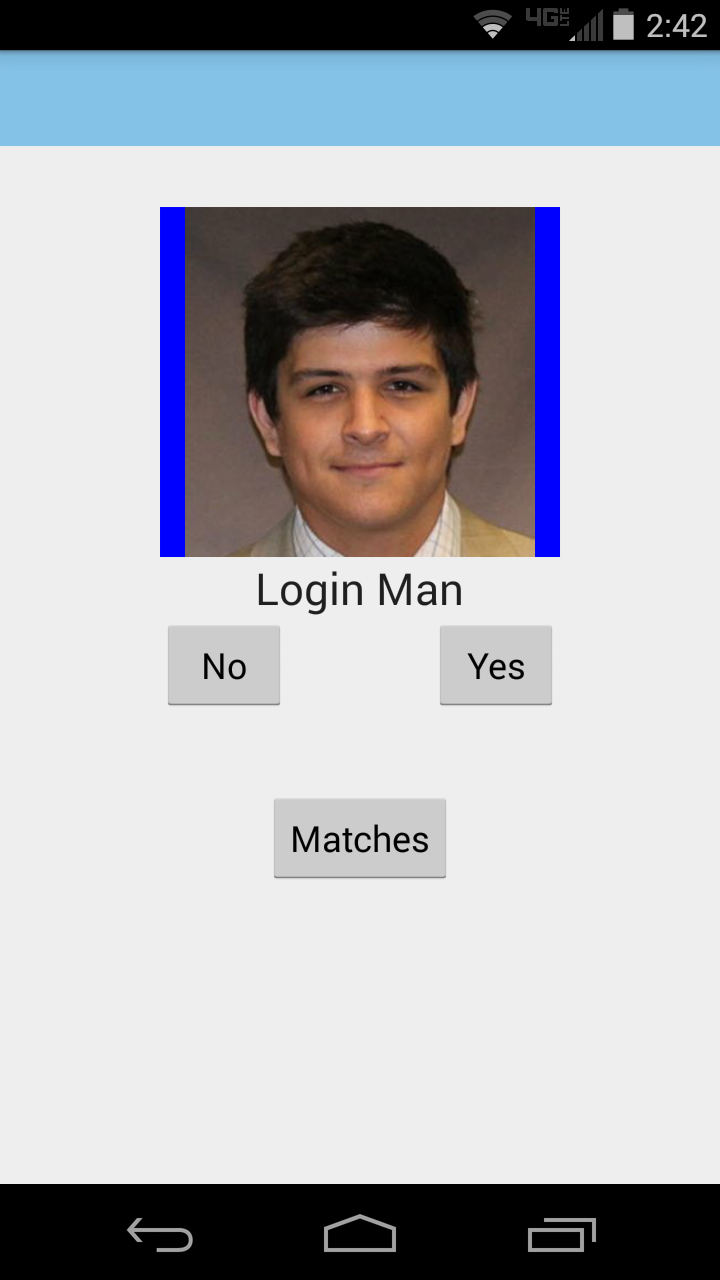 4G LTE 2:42
Login Man
No Yes
Matches